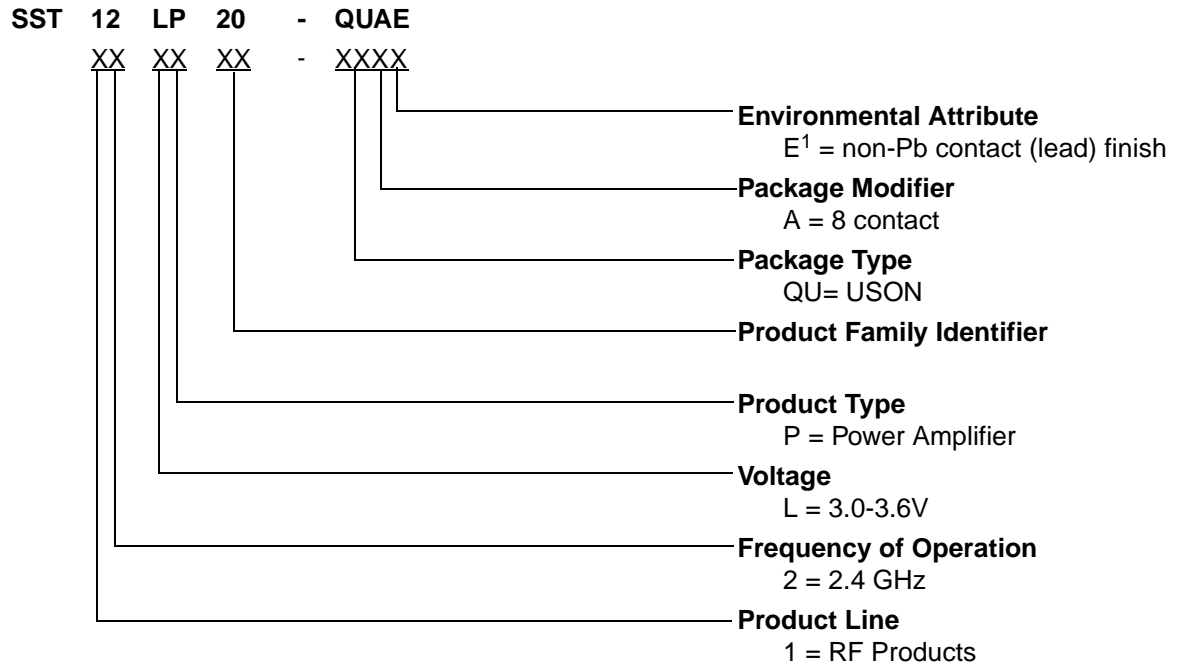 SST 12 LP 20 - QUAE
XX XX XX - XXXX
Environmental Attribute
E¹ = non-Pb contact (lead) finish
Package Modifier
A = 8 contact
Package Type
QU= USON
Product Family Identifier
Product Type
P = Power Amplifier
Voltage
L = 3.0-3.6V
Frequency of Operation
2 = 2.4 GHz
Product Line
1 = RF Products